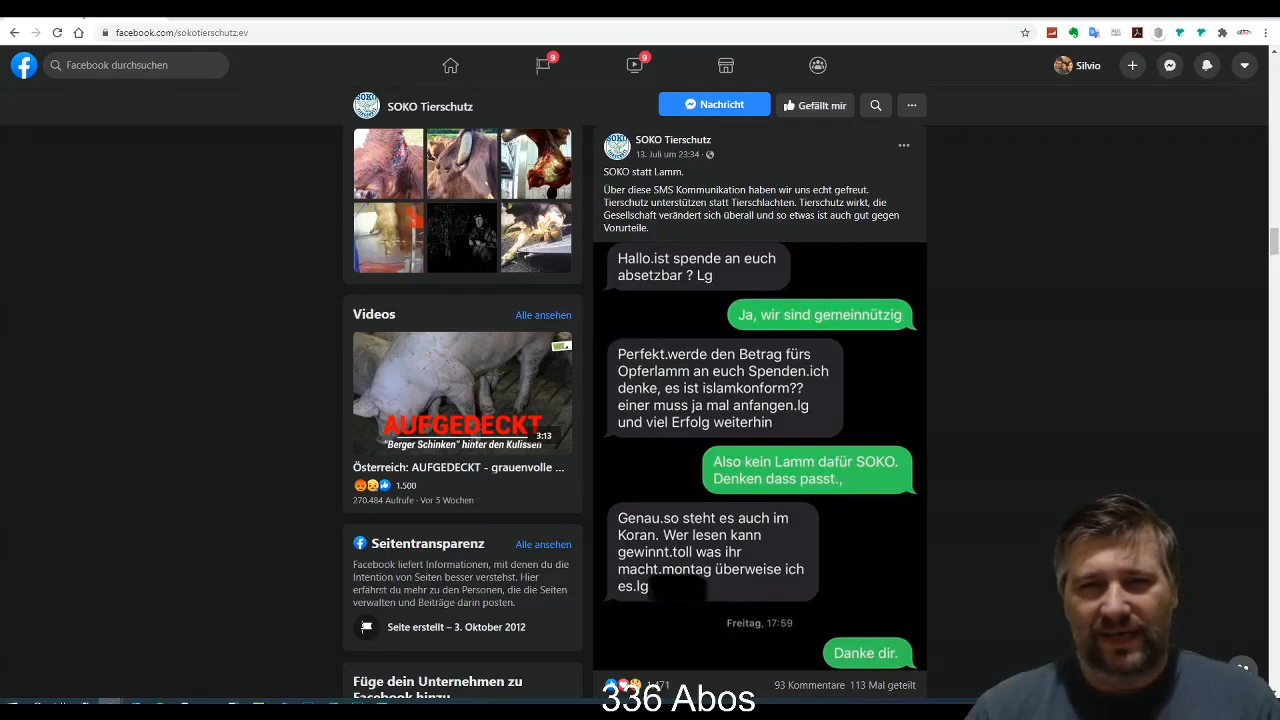 facebook.com/sokotierschutz.ev
Facebook durchsuchen
9
9
Silvio
SOKO Tierschutz
Nachricht
Gefällt mir
SOKO Tierschutz
13. Juli um 23:34
SOKO statt Lamm.
Über diese SMS Kommunikation haben wir uns echt gefreut.
Tierschutz unterstützen statt Tierschlachten. Tierschutz wirkt, die
Gesellschaft verändert sich überall und so etwas ist auch gut gegen
Vorurteile.
Hallo.ist spende an euch
absetzbar ? Lg
Ja, wir sind gemeinnützig
Perfekt.werde den Betrag fürs
Opferlamm an euch Spenden.ich
denke, es ist islamkonform??
einer muss ja mal anfangen.lg
und viel Erfolg weiterhin
Also kein Lamm dafür SOKO.
Denken dass passt.,
Genau.so steht es auch im
Koran. Wer lesen kann
gewinnt.toll was ihr
macht.montag überweise ich
es.lg
Freitag, 17:59
Danke dir.
93 Kommentare 113 Mal geteilt
Videos
Alle ansehen
AUFGEDECKT
3:13
"Berger Schinken" hinter den Kulissen
Österreich: AUFGEDECKT - grauenvolle ...
1.500
270.484 Aufrufe · Vor 5 Wochen
Seitentransparenz
Alle ansehen
Facebook liefert Informationen, mit denen du die
Intention von Seiten besser verstehst. Hier
erfährst du mehr zu den Personen, die die Seiten
verwalten und Beiträge darin posten.
Seite erstellt – 3. Oktober 2012
Füge dein Unternehmen zu
Facebook hinzu
336 Abos